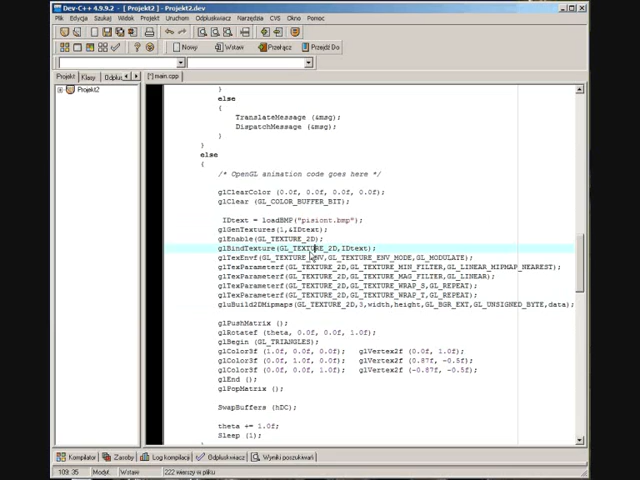 Dev-C++ 4.9.9.2 - [ Projekt2 ] - Projekt2.dev
Plik Edycja Szukaj Widok Projekt Uruchom Odpluskwiacz Narzędzia CVS Okno Pomoc
Nowy Wstaw Przełącz Przejdź Do
Projekt Klasy Odplu
[*] main.cpp
Projekt2
}
else
{
TranslateMessage (&msg);
DispatchMessage (&msg);
}
}
else
{
/* OpenGL animation code goes here */
glClearColor (0.0f, 0.0f, 0.0f, 0.0f);
glClear (GL_COLOR_BUFFER_BIT);
IDtext = loadBMP("pisiont.bmp");
glGenTextures(1,&IDtext);
glEnable(GL_TEXTURE_2D);
glBindTexture(GL_TEXTURE_2D,IDtext);
glTexEnvf(GL_TEXTURE_ENV,GL_TEXTURE_ENV_MODE,GL_MODULATE);
glTexParameterf(GL_TEXTURE_2D,GL_TEXTURE_MIN_FILTER,GL_LINEAR_MIPMAP_NEAREST);
glTexParameterf(GL_TEXTURE_2D,GL_TEXTURE_MAG_FILTER,GL_LINEAR);
glTexParameterf(GL_TEXTURE_2D,GL_TEXTURE_WRAP_S,GL_REPEAT);
glTexParameterf(GL_TEXTURE_2D,GL_TEXTURE_WRAP_T,GL_REPEAT);
gluBuild2DMipmaps(GL_TEXTURE_2D,3,width,height,GL_BGR_EXT,GL_UNSIGNED_BYTE,data);
glPushMatrix ();
glRotatef (theta, 0.0f, 0.0f, 1.0f);
glBegin (GL_TRIANGLES);
glColor3f (1.0f, 0.0f, 0.0f); glVertex2f (0.0f, 1.0f);
glColor3f (0.0f, 1.0f, 0.0f); glVertex2f (0.87f, -0.5f);
glColor3f (0.0f, 0.0f, 1.0f); glVertex2f (-0.87f, -0.5f);
glEnd ();
glPopMatrix ();
SwapBuffers (hDC);
theta += 1.0f;
Sleep (1);
}
Kompilator Zasoby Log kompilacji Odpluskwiacz Wyniki poszukiwań
109: 35 Modyf. Wstaw 222 wierszy w pliku